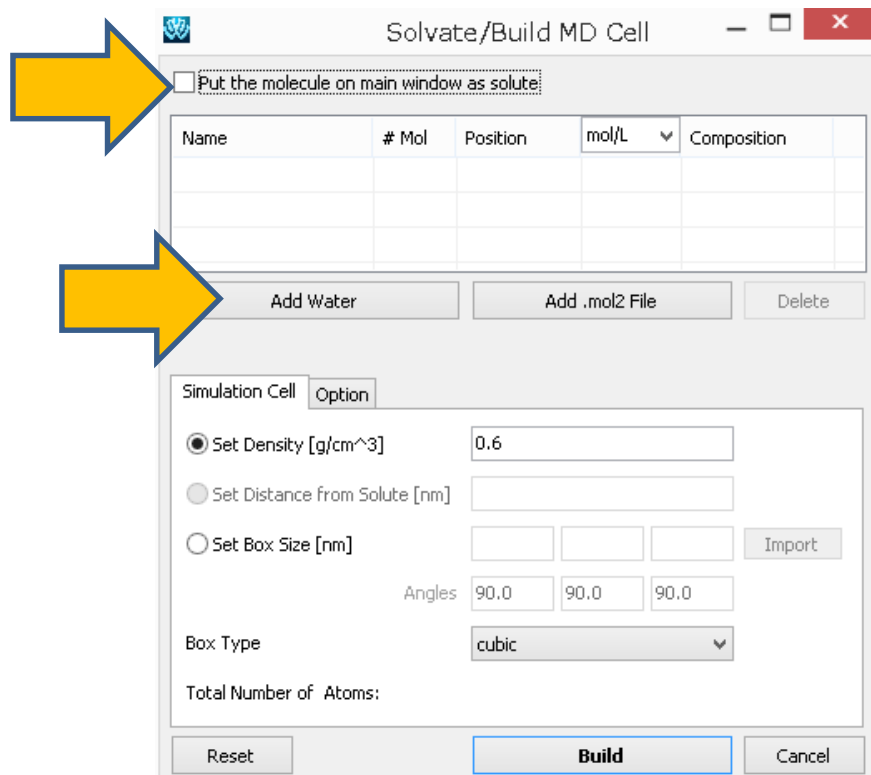 Solvate/Build MD Cell
Put the molecule on main window as solute
Name # Mol Position mol/L Composition
Add Water Add .mol2 File Delete
Simulation Cell Option
Set Density [g/cm^3] 0.6
Set Distance from Solute [nm]
Set Box Size [nm] Import
Angles 90.0 90.0 90.0
Box Type cubic
Total Number of Atoms:
Reset Build Cancel